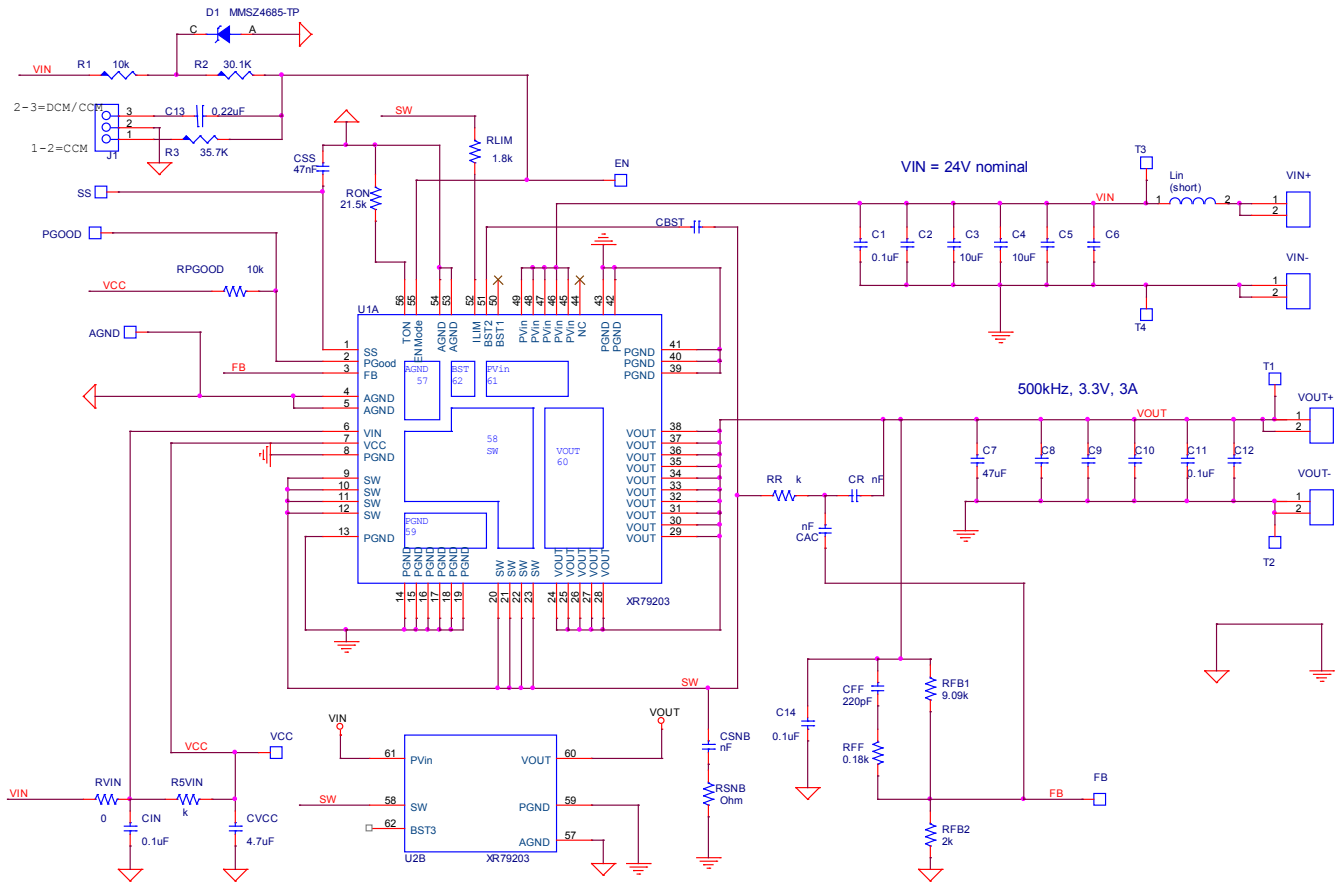 D1 MMSZ4685-TP
C A
VIN R1 10k R2 30.1K
2-3=DCM/CCM
3
2
1
C13 0.22uF
1-2=CCM
J1
R3 35.7K
SW
RLIM
1.8k
CSS
47nF
RON
21.5k
EN
SS
PGOOD
RPGOOD 10k
VCC
AGND
FB
CBST
VIN = 24V nominal
T3
Lin
(short)
VIN
1 2
VIN+
1
2
C1
0.1uF
C2
C3
10uF
C4
10uF
C5
C6
VIN-
1
2
T4
U1A
56 55 54 53 52 51 50 49 48 47 46 45 44 43 42
TON
ENMode
AGND
AGND
ILIM
BST2
BST1
PVin
PVin
PVin
PVin
PVin
NC
PGND
PGND
1 SS
2 PGood
3 FB
4 AGND
5 AGND
6 VIN
7 VCC
8 PGND
9 SW
10 SW
11 SW
12 SW
13 PGND
AGND
57
BST
62
PVin
61
58
SW
VOUT
60
PGND
59
PGND 41
PGND 40
PGND 39
VOUT 38
VOUT 37
VOUT 36
VOUT 35
VOUT 34
VOUT 33
VOUT 32
VOUT 31
VOUT 30
VOUT 29
PGND
PGND
PGND
PGND
PGND
PGND
SW
SW
SW
SW
VOUT
VOUT
VOUT
VOUT
VOUT
14 15 16 17 18 19 20 21 22 23 24 25 26 27 28
XR79203
500kHz, 3.3V, 3A
T1
VOUT
VOUT+
1
2
C7
47uF
C8
C9
C10
C11
0.1uF
C12
VOUT-
1
2
T2
RR k
CR nF
nF
CAC
SW
VIN
VOUT
61 PVin
VOUT 60
58 SW
SW
PGND 59
62 BST3
AGND 57
U2B XR79203
CSNB
nF
RSNB
Ohm
C14
0.1uF
CFF
220pF
RFF
0.18k
RFB1
9.09k
FB
FB
RFB2
2k
VCC
VCC
VIN
RVIN
0
R5VIN
k
CIN
0.1uF
CVCC
4.7uF